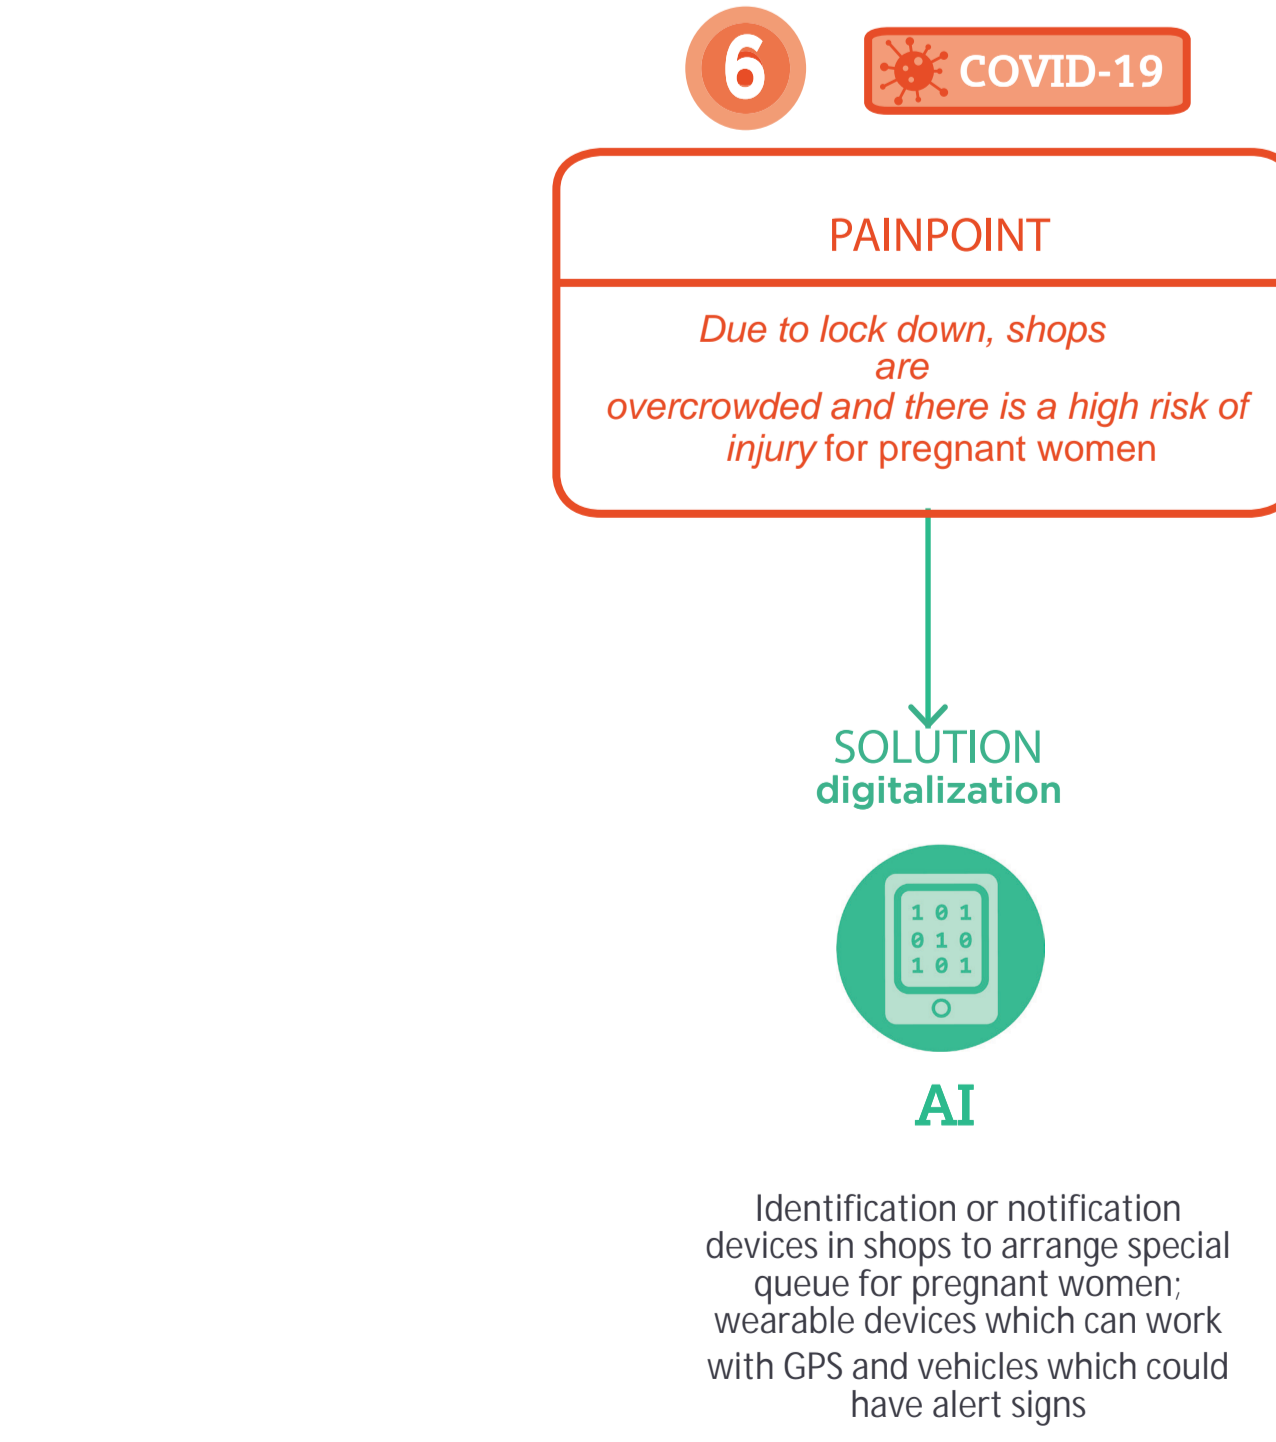 6
COVID-19
PAINPOINT
Due to lock down, shops
are
overcrowded and there is a high risk of
injury for pregnant women
SOLUTION
digitalization
1 0 1
0 1 0
1 0 1
AI
Identification or notification
devices in shops to arrange special
queue for pregnant women;
wearable devices which can work
with GPS and vehicles which could
have alert signs